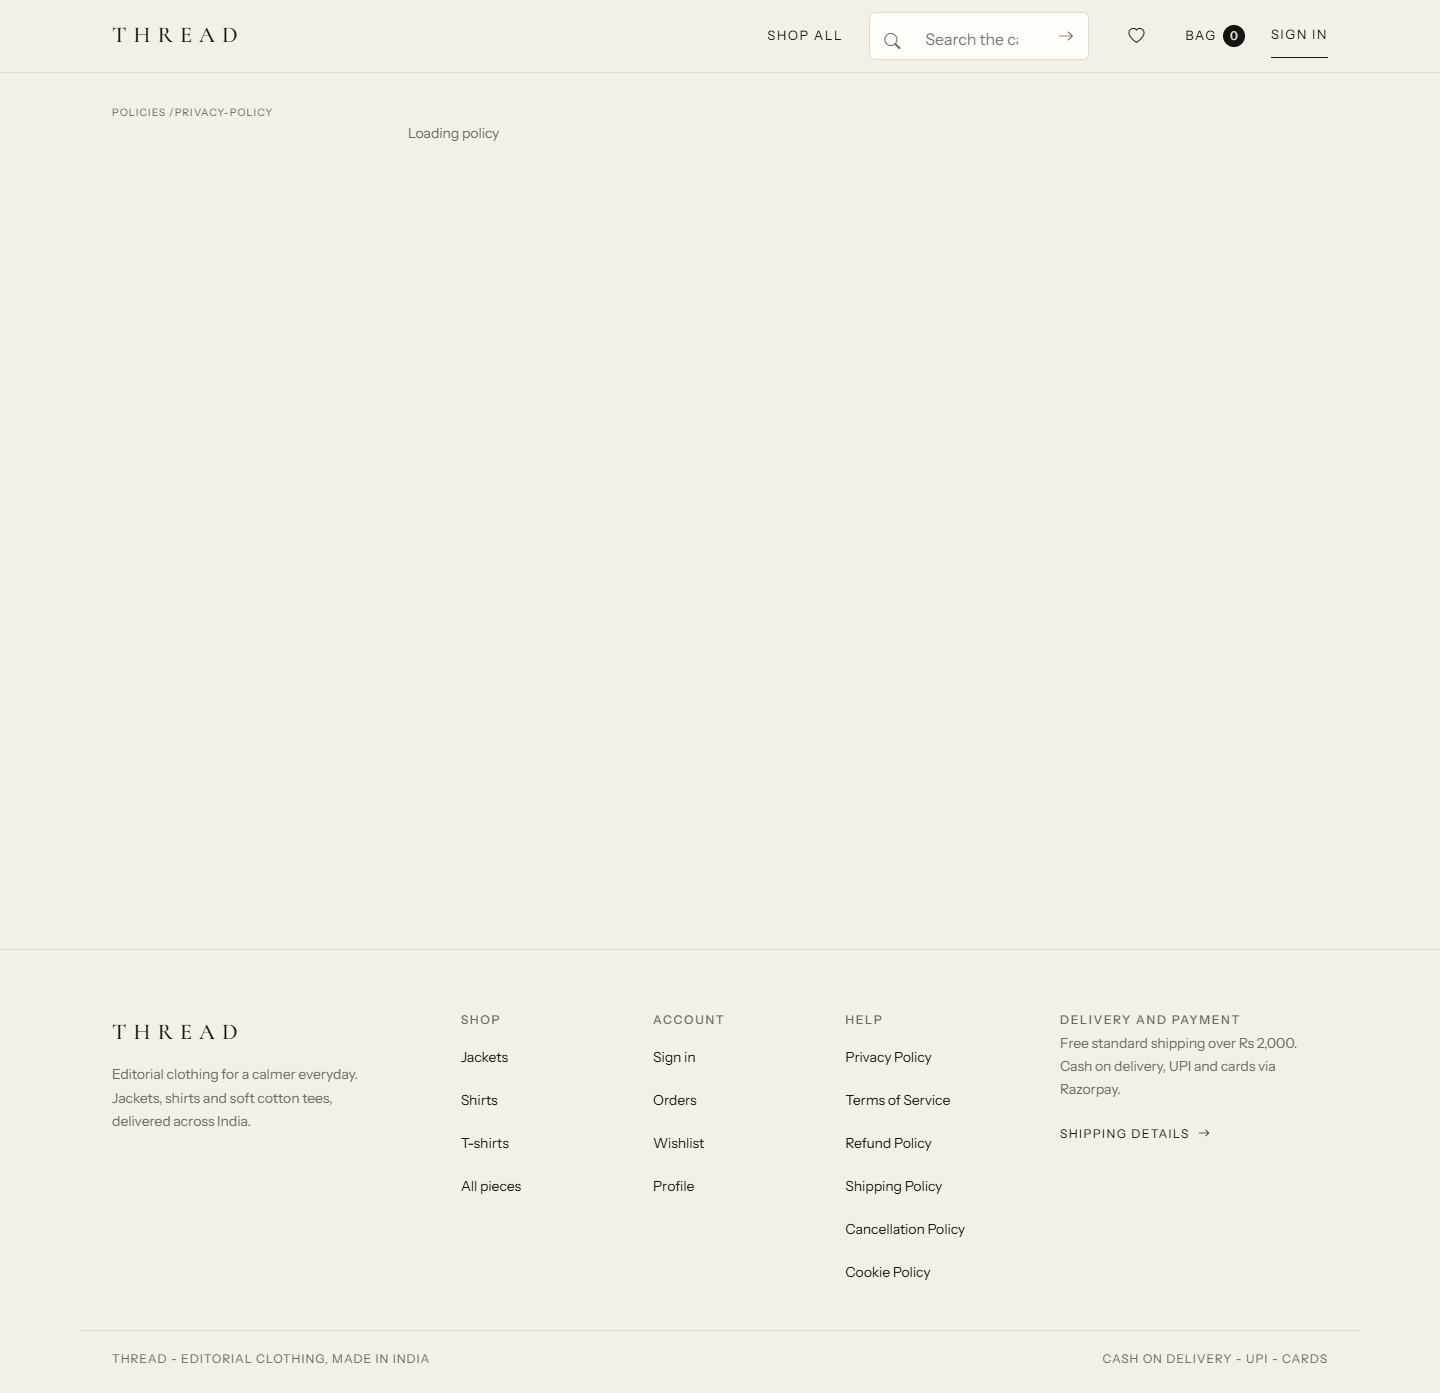 THREAD
SHOP ALL
Search the ca
BAG 0
SIGN IN
POLICIES /PRIVACY-POLICY
Loading policy
THREAD
Editorial clothing for a calmer everyday.
Jackets, shirts and soft cotton tees,
delivered across India.
SHOP
Jackets
Shirts
T-shirts
All pieces
ACCOUNT
Sign in
Orders
Wishlist
Profile
HELP
Privacy Policy
Terms of Service
Refund Policy
Shipping Policy
Cancellation Policy
Cookie Policy
DELIVERY AND PAYMENT
Free standard shipping over Rs 2,000.
Cash on delivery, UPI and cards via
Razorpay.
SHIPPING DETAILS →
THREAD - EDITORIAL CLOTHING, MADE IN INDIA
CASH ON DELIVERY - UPI - CARDS